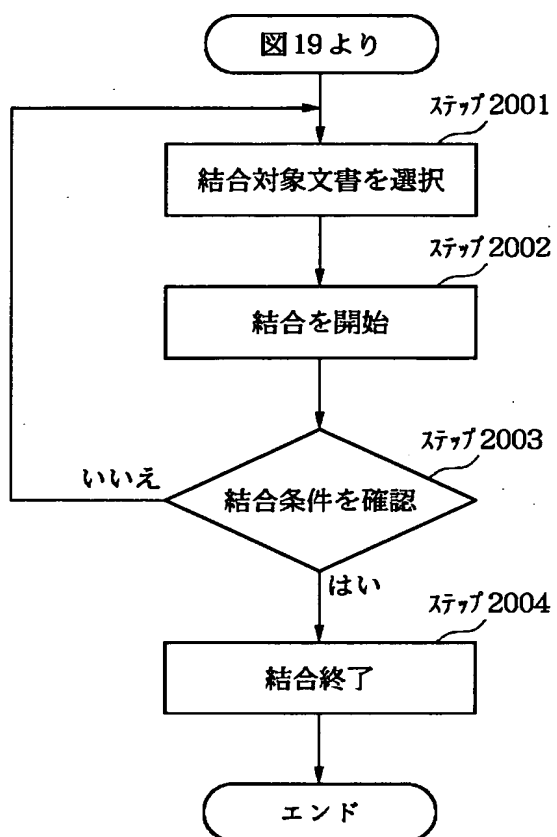 図19より
ステップ2001
結合対象文書を選択
ステップ2002
結合を開始
ステップ2003
いいえ
結合条件を確認
はい
ステップ2004
結合終了
エンド